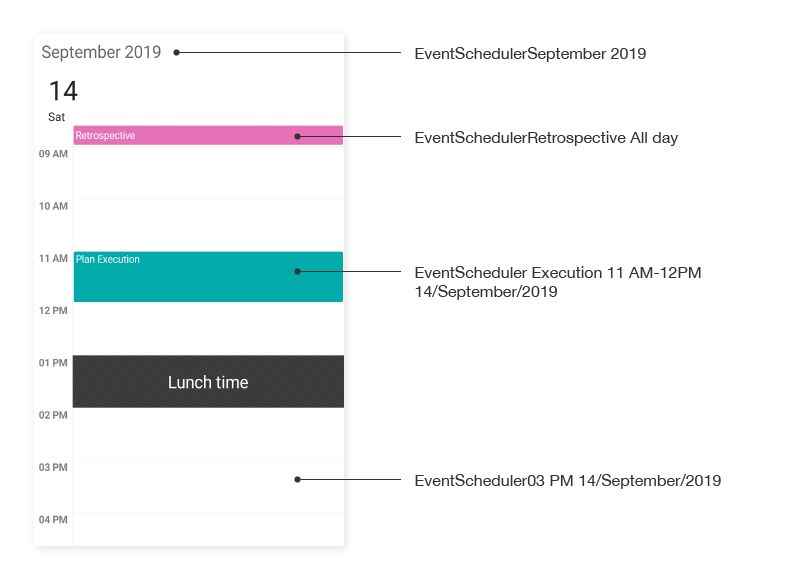 September 2019
EventSchedulerSeptember 2019
14
Sat
Retrospective
EventSchedulerRetrospective All day
09 AM
10 AM
11 AM
Plan Execution
EventScheduler Execution 11 AM-12PM
14/September/2019
12 PM
01 PM
Lunch time
02 PM
03 PM
EventScheduler03 PM 14/September/2019
04 PM